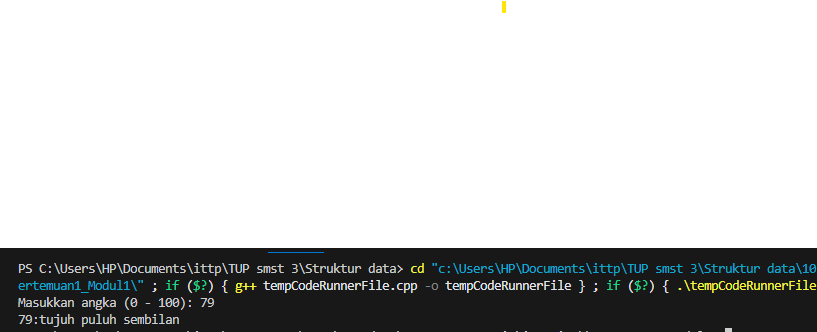 PS C:\Users\HP\Documents\ittp\TUP smst 3\Struktur data> cd "c:\Users\HP\Documents\ittp\TUP smst 3\Struktur data\10
ertemuan1_Modul1\" ; if ($?) { g++ tempCodeRunnerFile.cpp -o tempCodeRunnerFile } ; if ($?) { .\tempCodeRunnerFile
Masukkan angka (0 - 100): 79
79:tujuh puluh sembilan